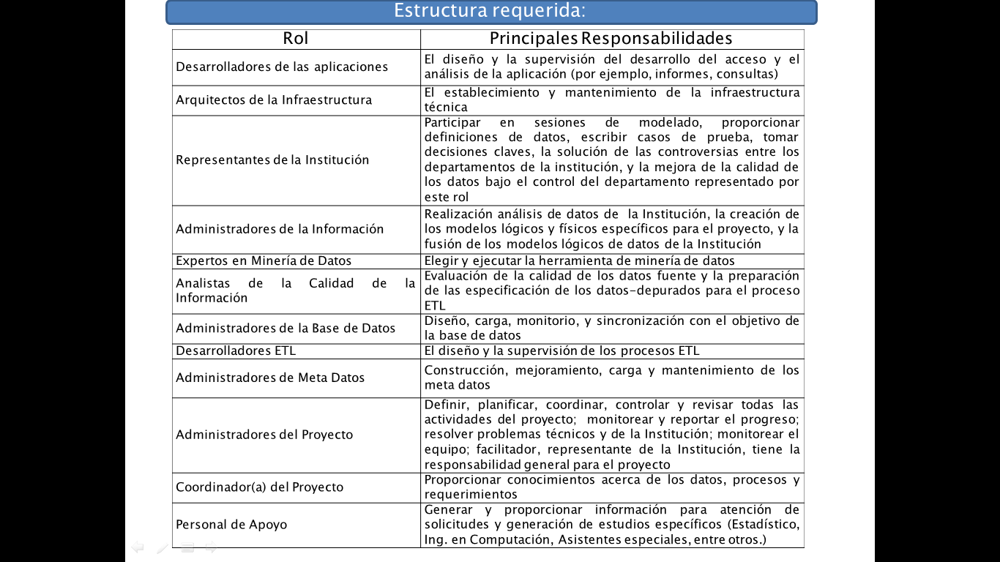 Estructura requerida:
Rol
Principales Responsabilidades
Desarrolladores de las aplicaciones
El diseño y la supervisión del desarrollo del acceso y el
análisis de la aplicación (por ejemplo, informes, consultas)
Arquitectos de la Infraestructura
El establecimiento y mantenimiento de la infraestructura
técnica
Representantes de la Institución
Participar en sesiones de modelado, proporcionar
definiciones de datos, escribir casos de prueba, tomar
decisiones claves, la solución de las controversias entre los
departamentos de la institución, y la mejora de la calidad de
los datos bajo el control del departamento representado por
este rol
Administradores de la Información
Realización análisis de datos de la Institución, la creación de
los modelos lógicos y físicos específicos para el proyecto, y la
fusión de los modelos lógicos de datos de la Institución
Expertos en Minería de Datos
Elegir y ejecutar la herramienta de minería de datos
Analistas de la Calidad de la
Información
Evaluación de la calidad de los datos fuente y la preparación
de las especificación de los datos-depurados para el proceso
ETL
Administradores de la Base de Datos
Diseño, carga, monitorio, y sincronización con el objetivo de
la base de datos
Desarrolladores ETL
El diseño y la supervisión de los procesos ETL
Administradores de Meta Datos
Construcción, mejoramiento, carga y mantenimiento de los
meta datos
Administradores del Proyecto
Definir, planificar, coordinar, controlar y revisar todas las
actividades del proyecto; monitorear y reportar el progreso;
resolver problemas técnicos y de la Institución; monitorear el
equipo; facilitador, representante de la Institución, tiene la
responsabilidad general para el proyecto
Coordinador(a) del Proyecto
Proporcionar conocimientos acerca de los datos, procesos y
requerimientos
Personal de Apoyo
Generar y proporcionar información para atención de
solicitudes y generación de estudios específicos (Estadístico,
Ing. en Computación, Asistentes especiales, entre otros.)